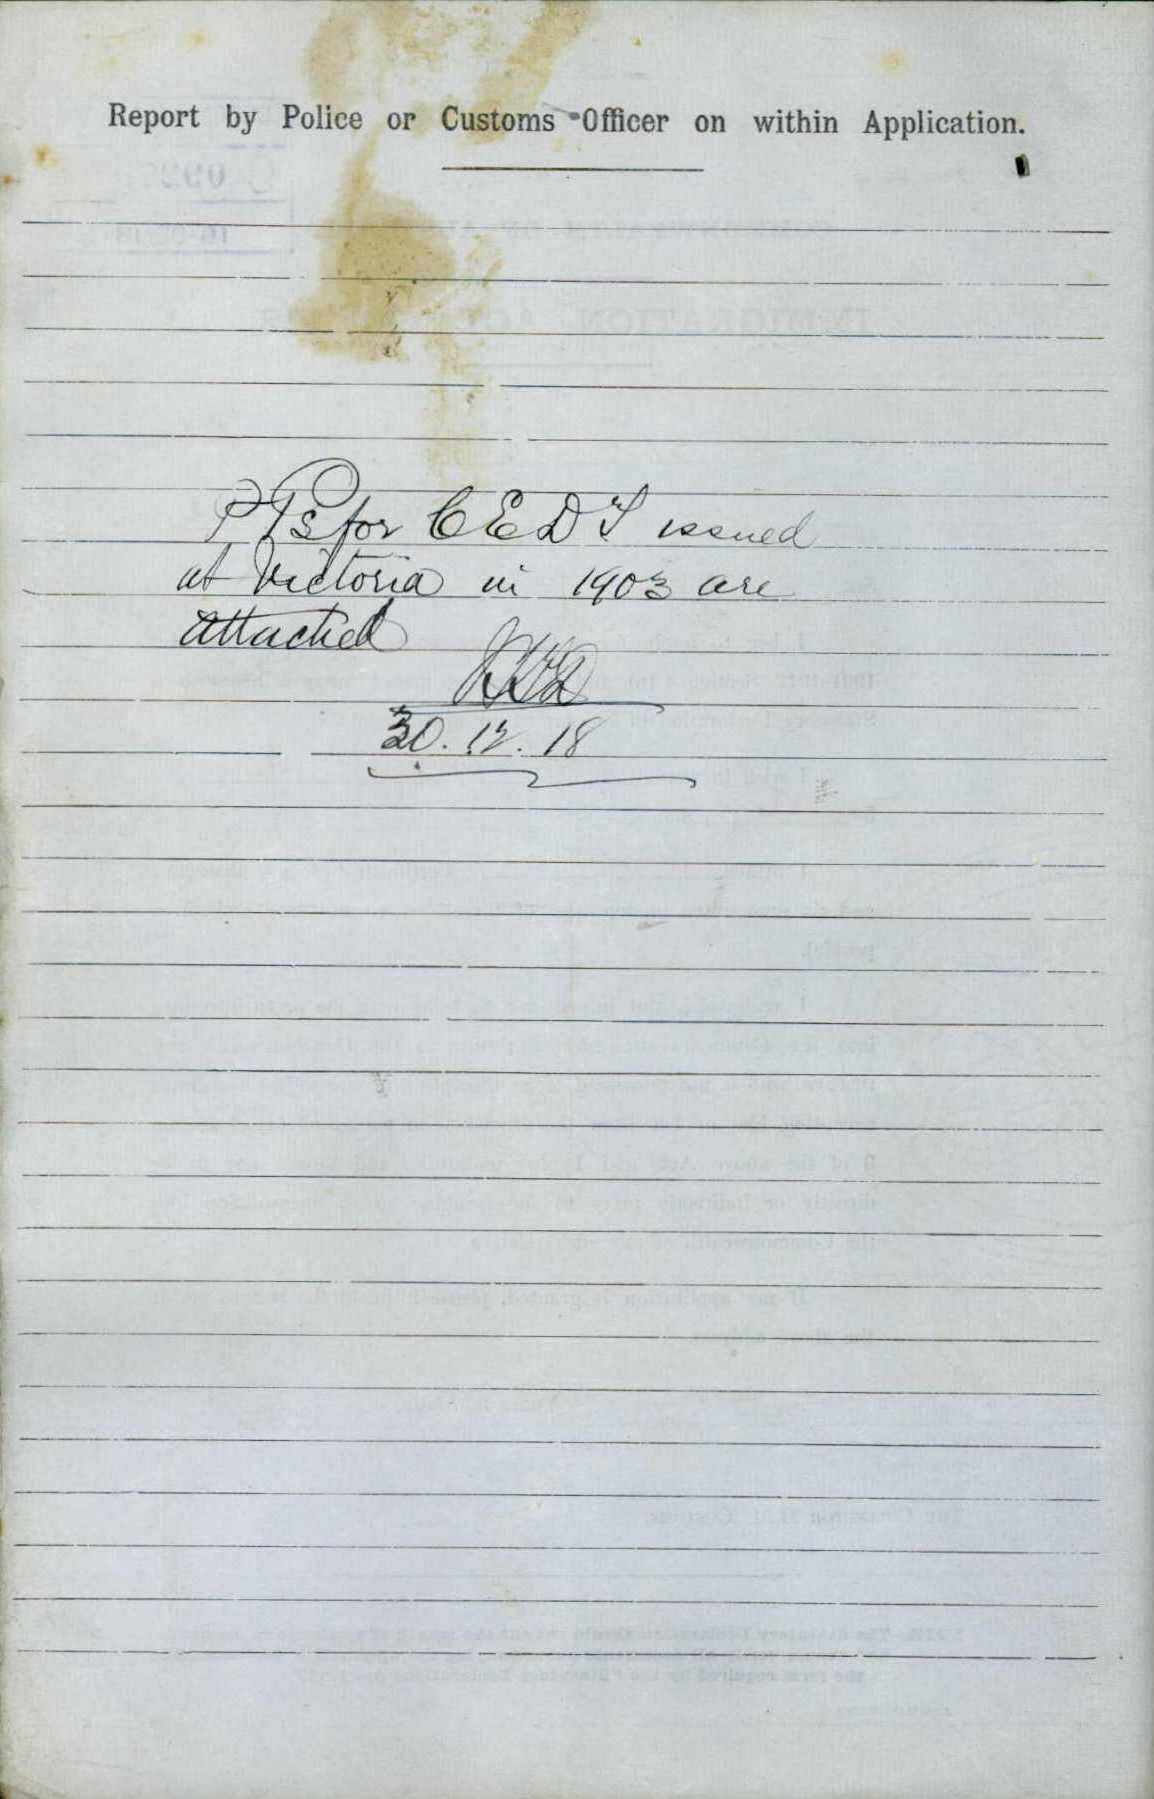 Report by Police or Customs Officer on within Application.
P Ps for C E D T issued
at Victoria in 1903 are
attached
30.12.18